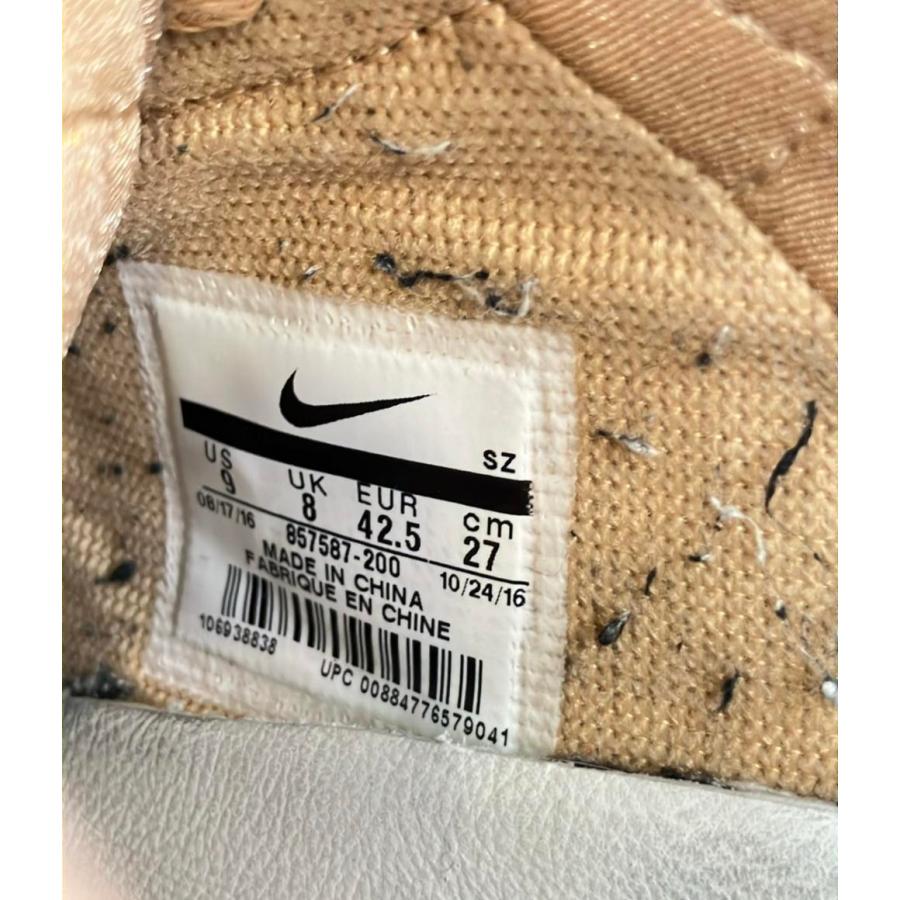 SZ
US UK EUR cm
9 8 42.5 27
08/17/16 857587-200 10/24/16
MADE IN CHINA
FABRIQUE EN CHINE
106938838
UPC 00884776579041